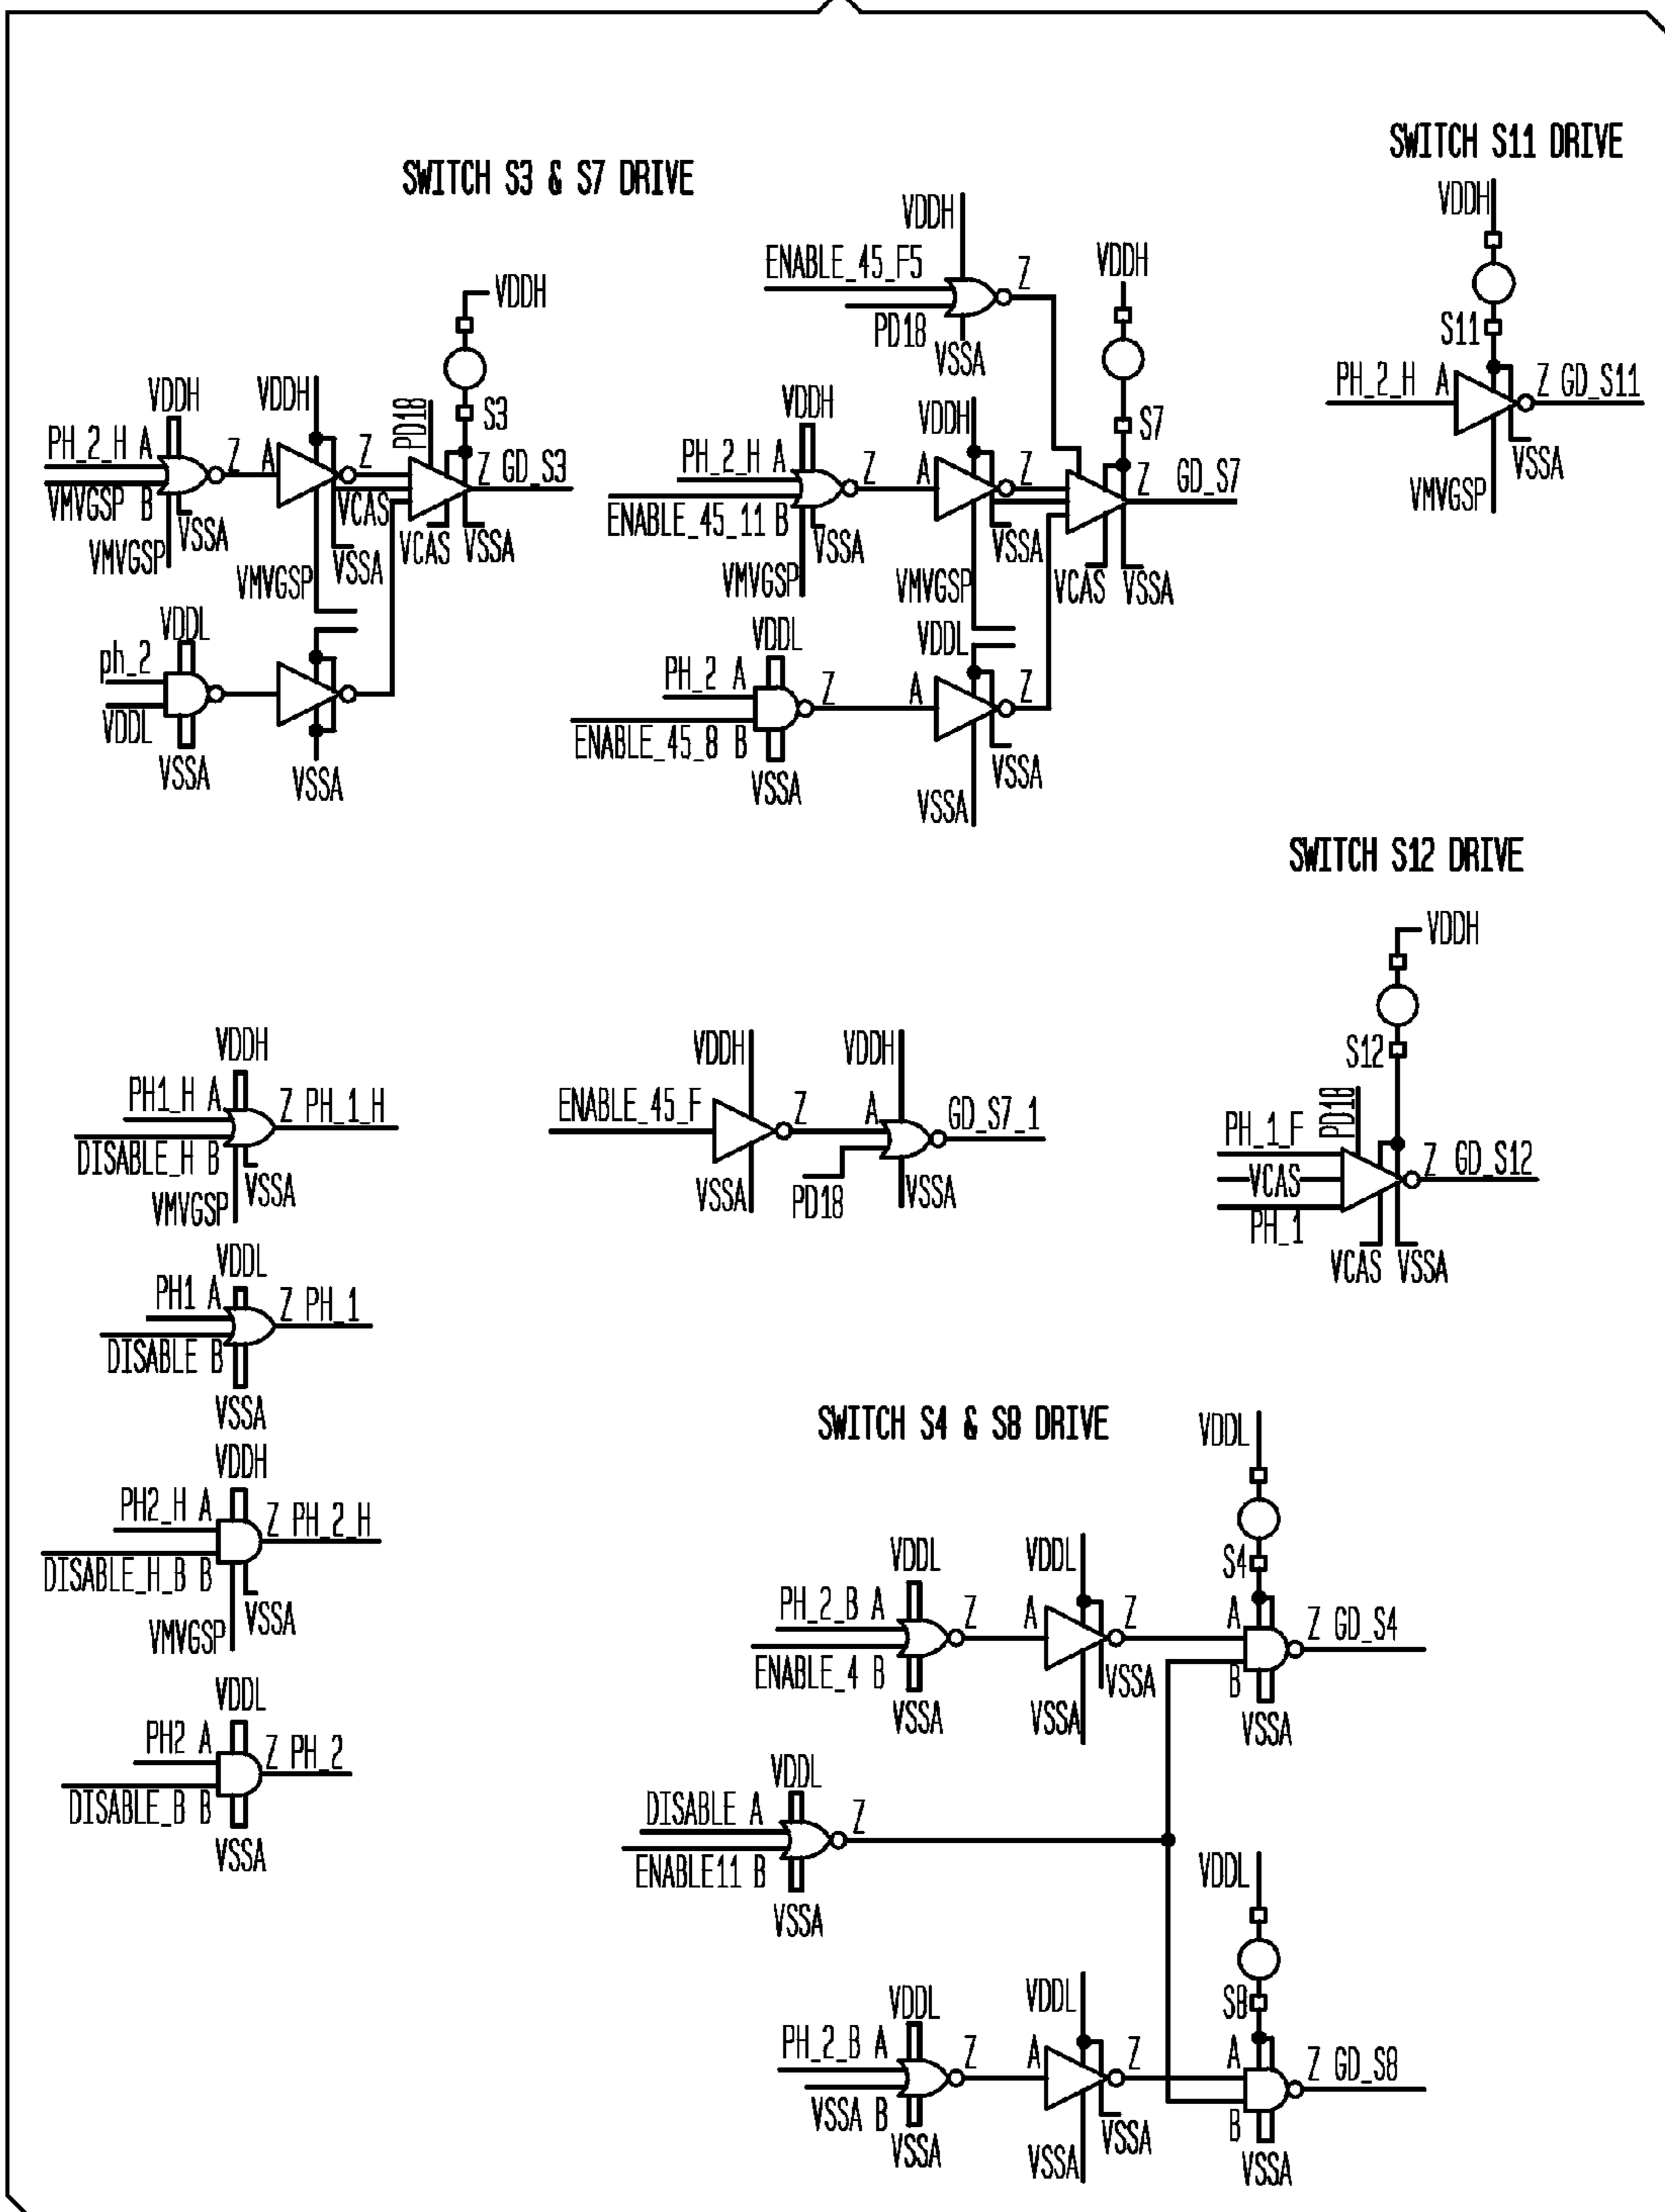 SWITCH S3 & S7 DRIVE
VDDH
S3
VDDH
PH_2_H A
VMVGSP B
VSSA
VMVGSP
Z
A
VDDH
Z
VCAS
VSSA
VMVGSP
PD18
Z GD_S3
VCAS VSSA
ph_2
VDDL
VDDL
VSSA
VSSA
VDDH
ENABLE_45_F5
PD18
VSSA
Z
VDDH
S7
VDDH
PH_2_H A
ENABLE_45_11 B
VSSA
VMVGSP
Z
A
VDDH
Z
VSSA
VMVGSP
Z GD_S7
VCAS VSSA
VDDL
PH_2 A
ENABLE_45_8 B
VSSA
Z
A
VDDL
Z
VSSA
VSSA
SWITCH S11 DRIVE
VDDH
S11
PH_2_H A
Z GD_S11
VSSA
VMVGSP
SWITCH S12 DRIVE
VDDH
S12
PD18
PH_1_F
VCAS
PH_1
Z GD_S12
VCAS VSSA
VDDH
PH1_H A
DISABLE_H B
Z PH_1_H
VSSA
VMVGSP
VDDL
PH1 A
DISABLE B
Z PH_1
VSSA
VDDH
PH2_H A
DISABLE_H_B B
Z PH_2_H
VSSA
VMVGSP
VDDL
PH2 A
DISABLE_B B
Z PH_2
VSSA
VDDH
ENABLE_45_F
VSSA
Z
VDDH
A
PD18
GD_S7_1
VSSA
SWITCH S4 & S8 DRIVE
VDDL
S4
VDDL
PH_2_B A
ENABLE_4 B
VSSA
Z
A
VDDL
Z
VSSA
VSSA
A
B
Z GD_S4
VSSA
VDDL
DISABLE A
ENABLE11 B
Z
VSSA
VDDL
S8
VDDL
PH_2_B A
VSSA B
VSSA
Z
A
VDDL
Z
VSSA
VSSA
A
B
Z GD_S8
VSSA